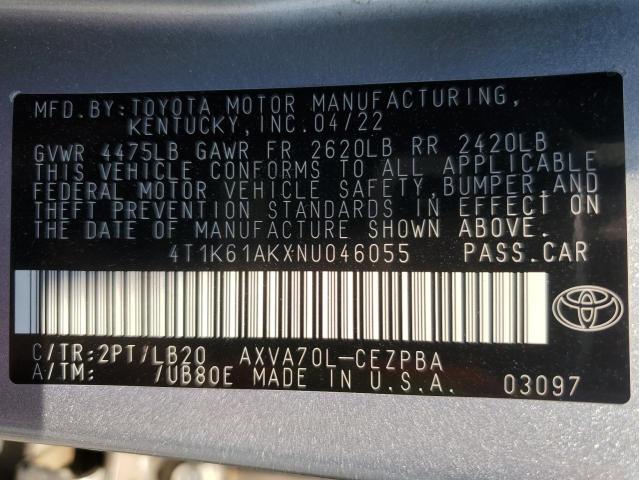 MFD.BY:TOYOTA MOTOR MANUFACTURING,
KENTUCKY,INC.04/22
GVWR 4475LB GAWR FR 2620LB RR 2420LB
THIS VEHICLE CONFORMS TO ALL APPLICABLE
FEDERAL MOTOR VEHICLE SAFETY,BUMPER,AND
THEFT PREVENTION STANDARDS IN EFFECT ON
THE DATE OF MANUFACTURE SHOWN ABOVE.
4T1K61AKXNU046055 PASS.CAR
C/TR:2PT/LB20 AXVA70L-CEZPBA
A/TM: /UB80E MADE IN U.S.A. 03097